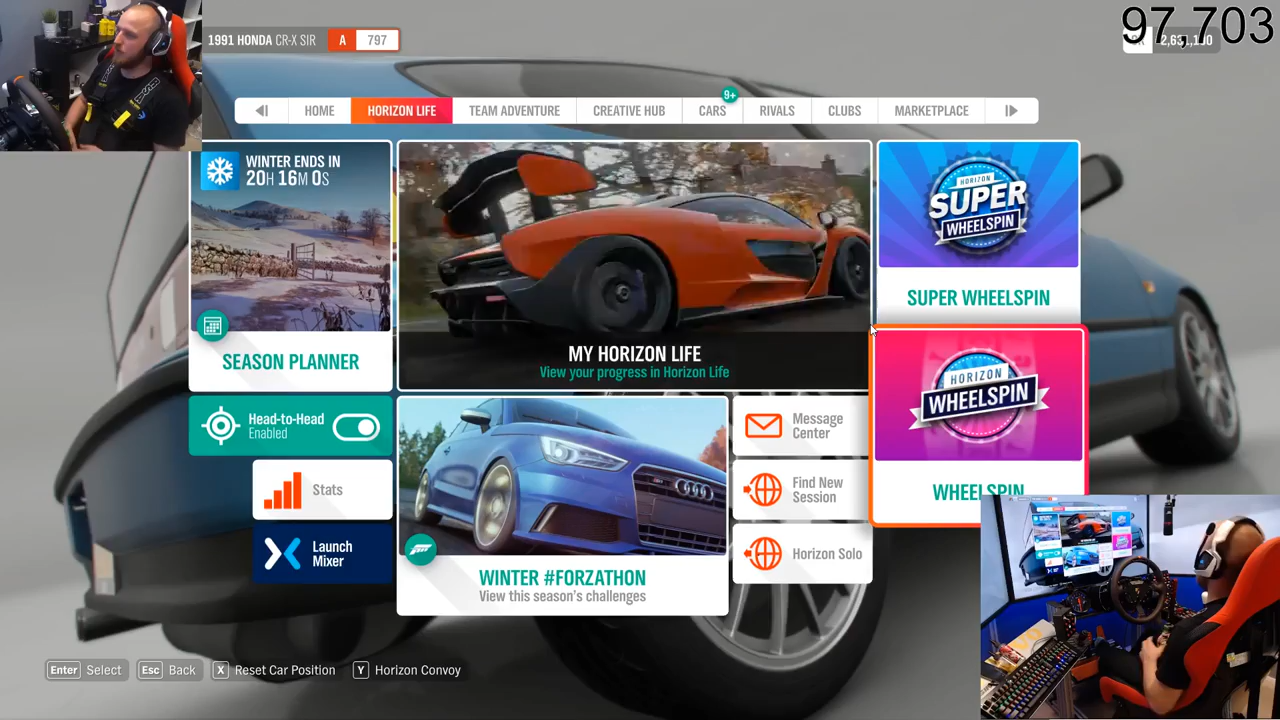 97,703
1991 HONDA CR-X SIR A 797
HOME HORIZON LIFE TEAM ADVENTURE CREATIVE HUB CARS 9+ RIVALS CLUBS MARKETPLACE
WINTER ENDS IN
20H 16M 0S
SEASON PLANNER
MY HORIZON LIFE
View your progress in Horizon Life
HORIZON
SUPER
WHEELSPIN
SUPER WHEELSPIN
HORIZON
WHEELSPIN
WHEELSPIN
Head-to-Head
Enabled
Stats
Launch
Mixer
WINTER #FORZATHON
View this season's challenges
Message
Center
Find New
Session
Horizon Solo
Enter Select Esc Back X Reset Car Position Y Horizon Convoy